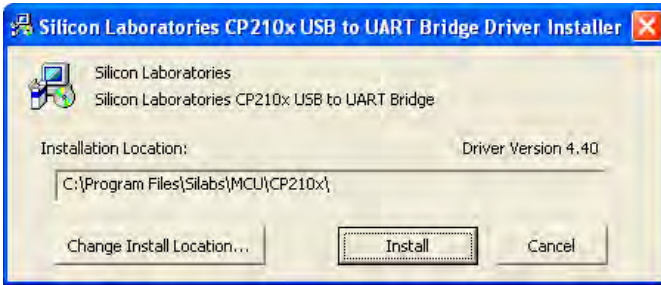 Silicon Laboratories CP210x USB to UART Bridge Driver Installer
Silicon Laboratories
Silicon Laboratories CP210x USB to UART Bridge
Installation Location: Driver Version 4.40
C:\Program Files\Silabs\MCU\CP210x\
Change Install Location... Install Cancel